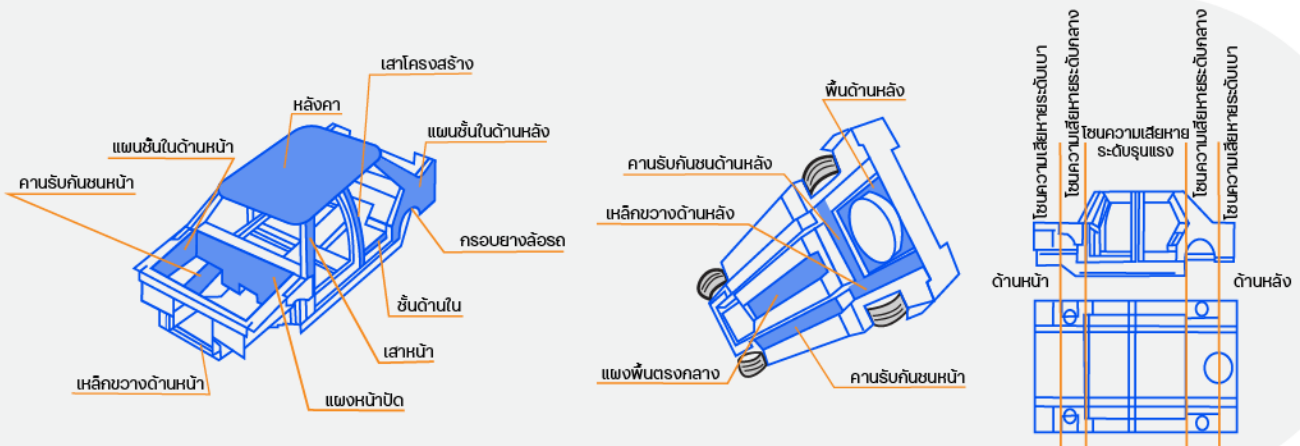 เสาโครงสร้าง
หลังคา
แผนชั้นในด้านหลัง
แผนชั้นในด้านหน้า
คานรับกันชนหน้า
กรอบยางล้อรถ
ชั้นด้านใน
เสาหน้า
เหล็กขวางด้านหน้า
แผงหน้าปัด
พื้นด้านหลัง
คานรับกันชนด้านหลัง
เหล็กขวางด้านหลัง
แผงพื้นตรงกลาง
คานรับกันชนหน้า
โซนความเสียหายระดับเบา
โซนความเสียหายระดับกลาง
โซนความเสียหาย
ระดับรุนแรง
โซนความเสียหายระดับกลาง
โซนความเสียหายระดับเบา
ด้านหน้า
ด้านหลัง